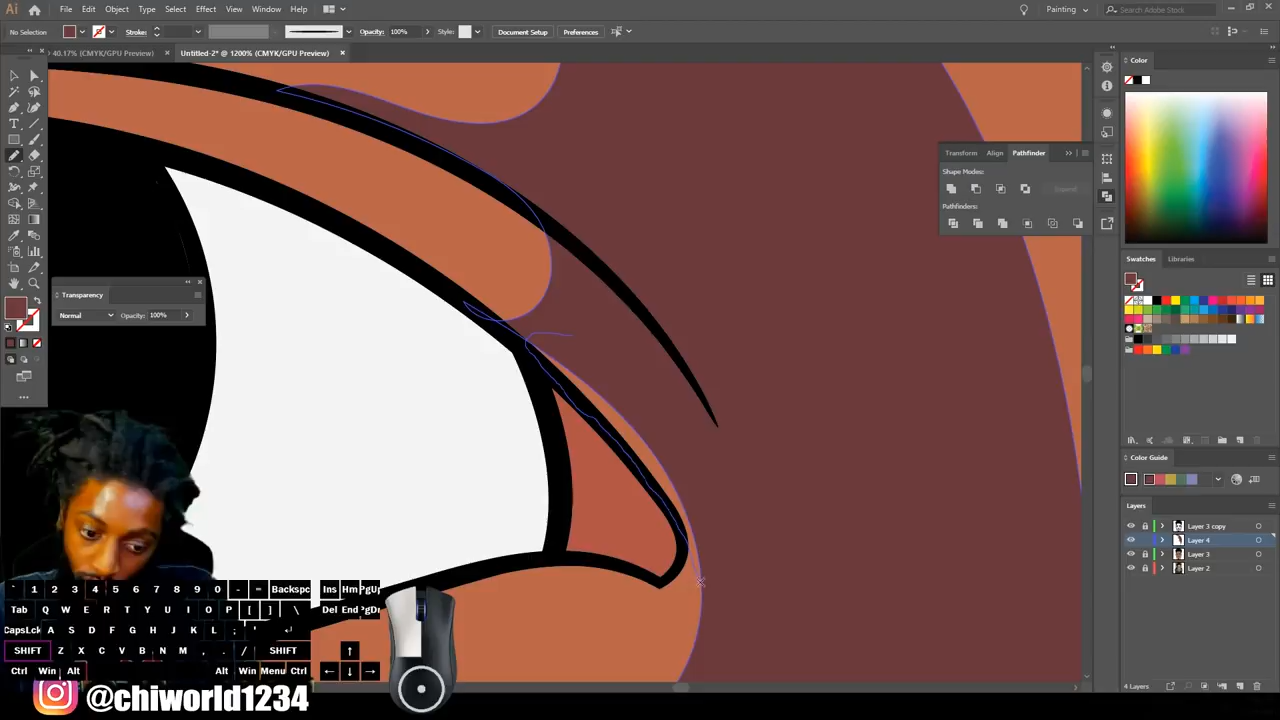 Ai File Edit Object Type Select Effect View Window Help Painting Search Adobe Stock
No Selection Stroke: Opacity: 100% Style: Document Setup Preferences
40.17% (CMYK/GPU Preview) × Untitled-2* @ 1200% (CMYK/GPU Preview) ×
Color
Transform Align Pathfinder
Shape Modes:
Expand
Pathfinders:
Swatches Libraries
Transparency
Normal Opacity: 100%
Color Guide
Layers
Layer 3 copy
Layer 4
Layer 3
Layer 2
4 Layers
` 1 2 3 4 5 6 7 8 9 0 - = Backspc Ins Hm PgUp
Tab Q W E R T Y U I O P [ ] \ Del End PgDn
CapsLck A S D F G H J K L ; '
SHIFT Z X C V B N M , . / SHIFT
Ctrl Win Alt Alt Win Menu Ctrl
@chiworld1234